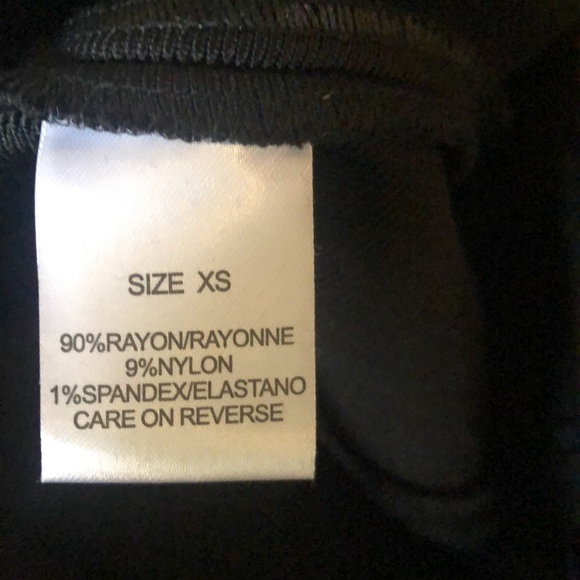 SIZE XS
90%RAYON/RAYONNE
9%NYLON
1%SPANDEX/ELASTANO
CARE ON REVERSE